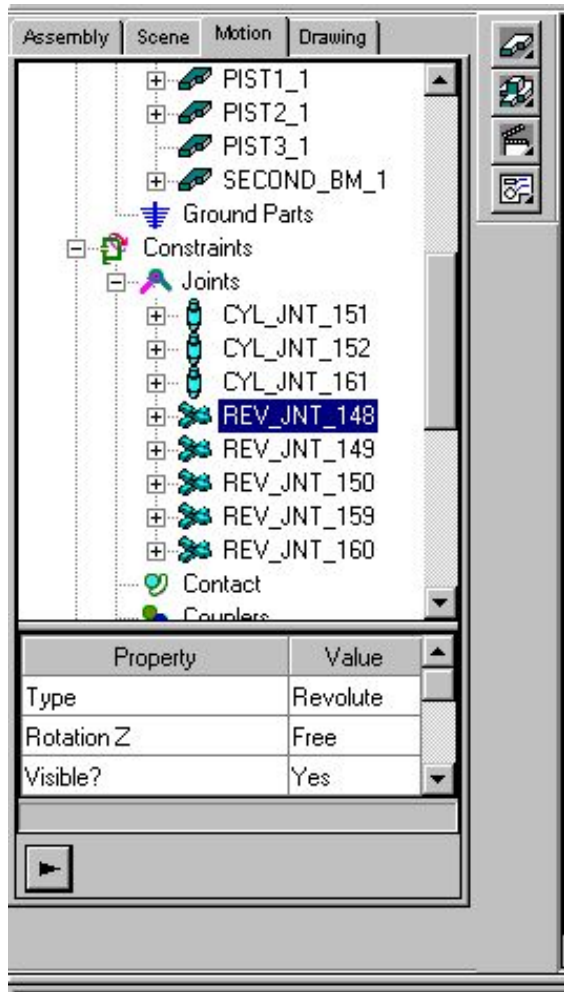 Assembly Scene Motion Drawing
PIST1_1
PIST2_1
PIST3_1
SECOND_BM_1
Ground Parts
Constraints
Joints
CYL_JNT_151
CYL_JNT_152
CYL_JNT_161
REV_JNT_148
REV_JNT_149
REV_JNT_150
REV_JNT_159
REV_JNT_160
Contact
Couplers
Property Value
Type Revolute
Rotation Z Free
Visible? Yes